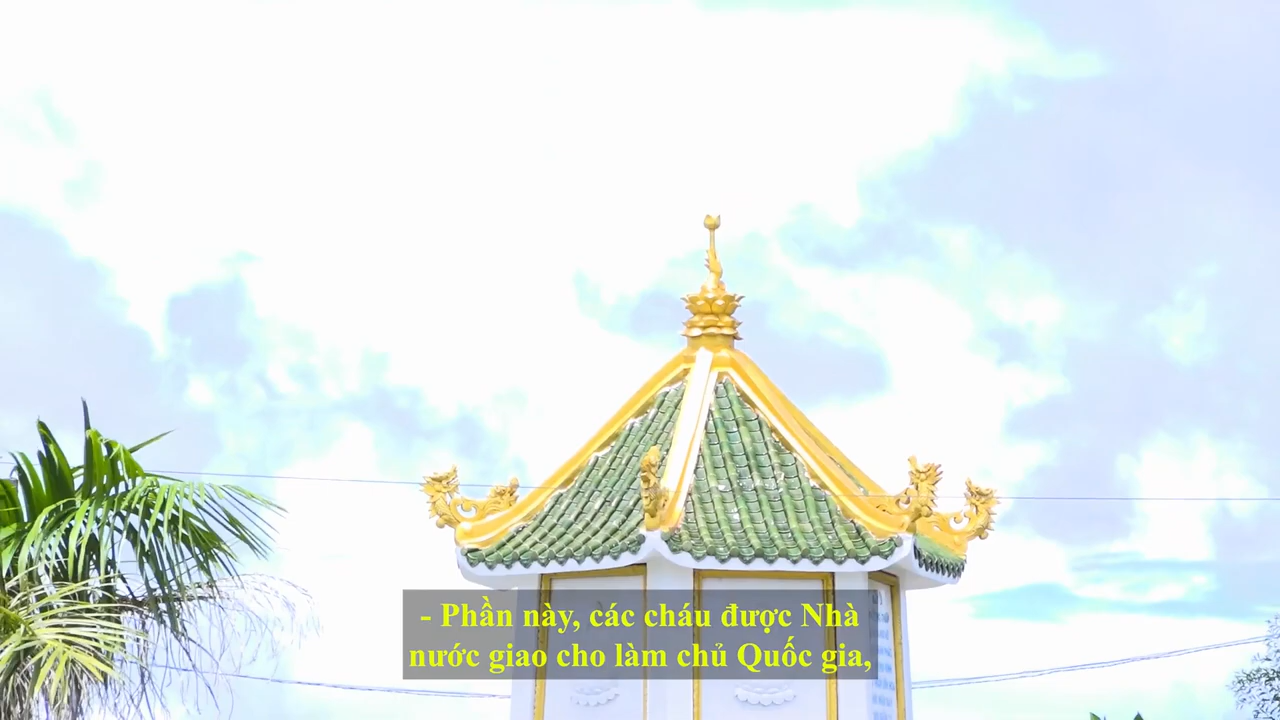 - Phần này, các cháu được Nhà
nước giao cho làm chủ Quốc gia,